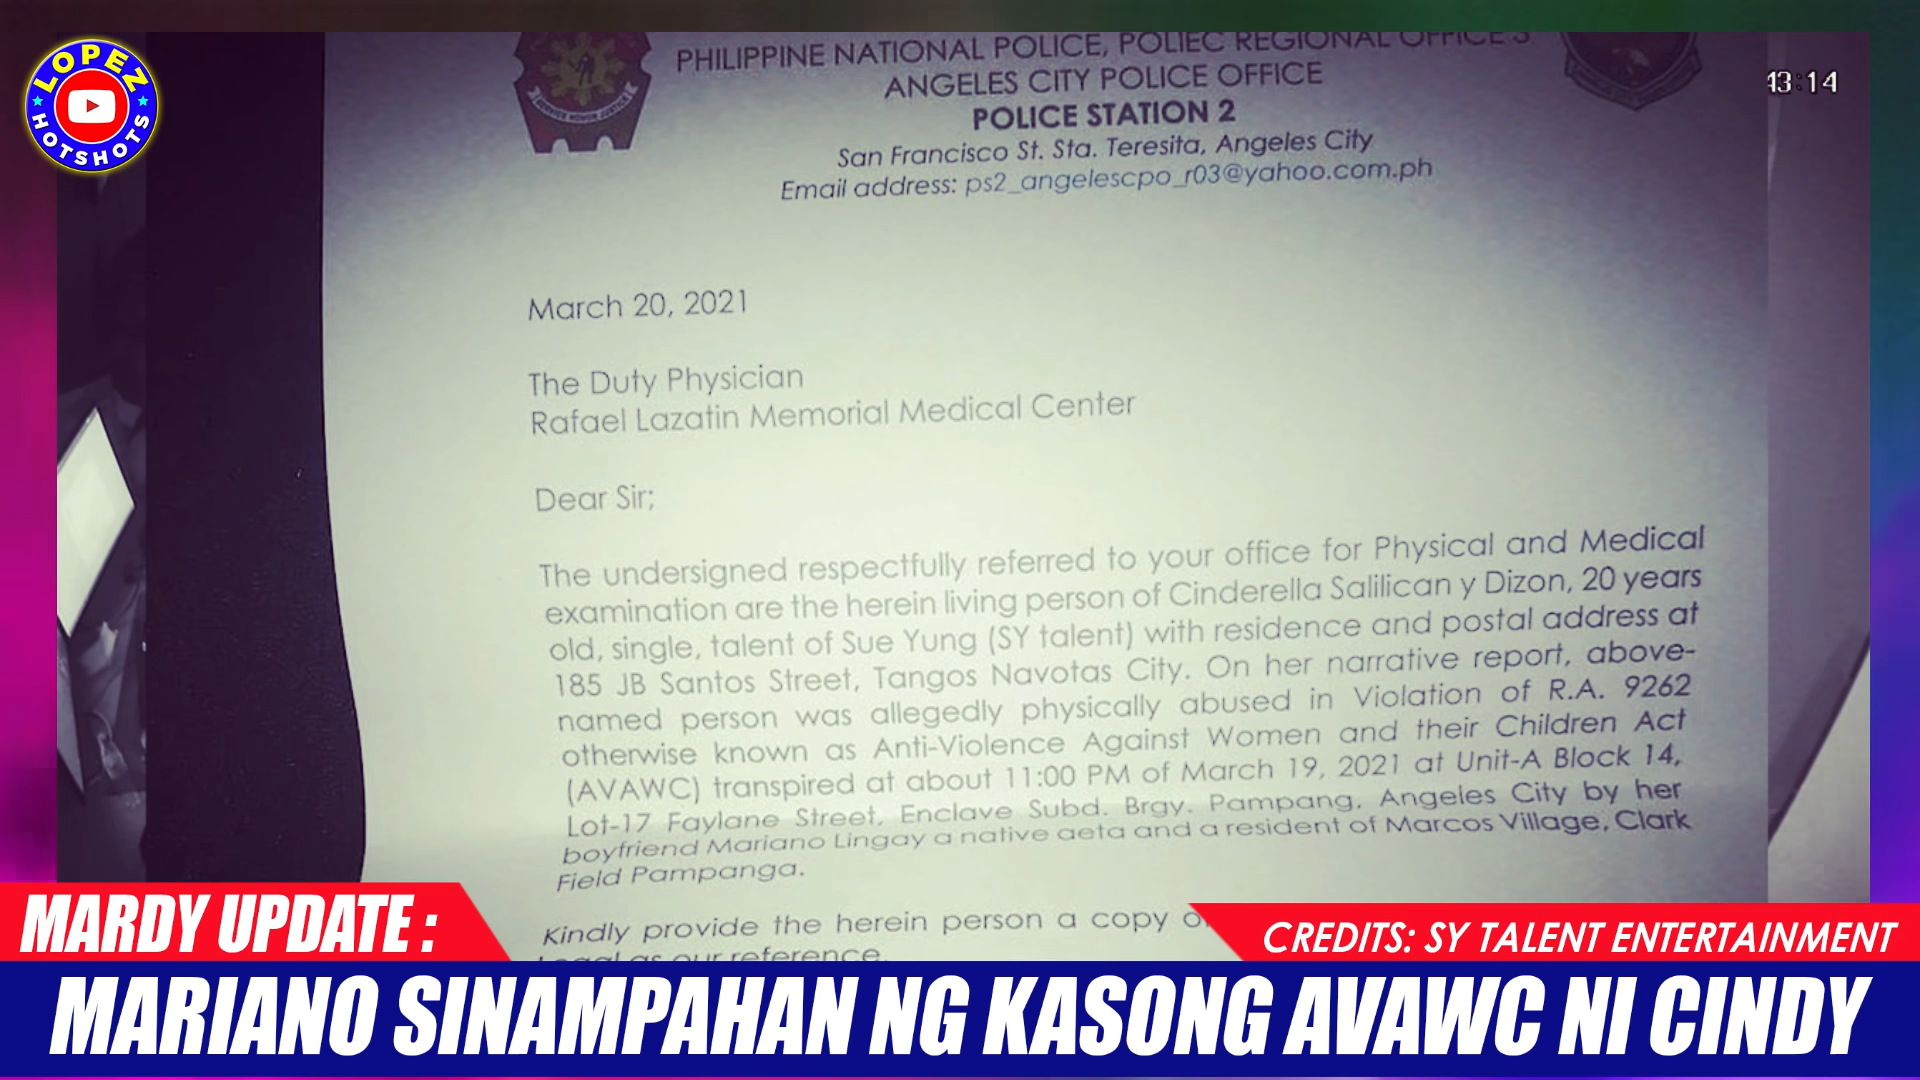 LOPEZ
HOTSHOTS
PHILIPPINE NATIONAL POLICE, POLIEC REGIONAL OFFICE 3
ANGELES CITY POLICE OFFICE
POLICE STATION 2
San Francisco St. Sta. Teresita, Angeles City
Email address: ps2_angelescpo_r03@yahoo.com.ph
43:14
March 20, 2021
The Duty Physician
Rafael Lazatin Memorial Medical Center
Dear Sir;
The undersigned respectfully referred to your office for Physical and Medical
examination are the herein living person of Cinderella Salilican y Dizon, 20 years
old, single, talent of Sue Yung (SY talent) with residence and postal address at
185 JB Santos Street, Tangos Navotas City. On her narrative report, above-
named person was allegedly physically abused in Violation of R.A. 9262
otherwise known as Anti-Violence Against Women and their Children Act
(AVAWC) transpired at about 11:00 PM of March 19, 2021 at Unit-A Block 14,
Lot-17 Faylane Street, Enclave Subd. Brgy. Pampang, Angeles City by her
boyfriend Mariano Lingay a native aeta and a resident of Marcos Village, Clark
Field Pampanga.
Kindly provide the herein person a copy
Legal as our reference.
MARDY UPDATE :
CREDITS: SY TALENT ENTERTAINMENT
MARIANO SINAMPAHAN NG KASONG AVAWC NI CINDY